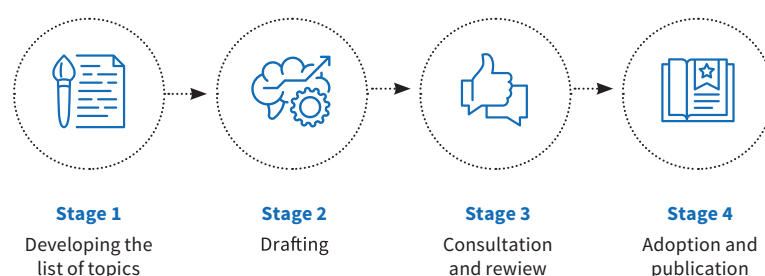 Stage 1
Developing the
list of topics
Stage 2
Drafting
Stage 3
Consultation
and rewiew
Stage 4
Adoption and
publication